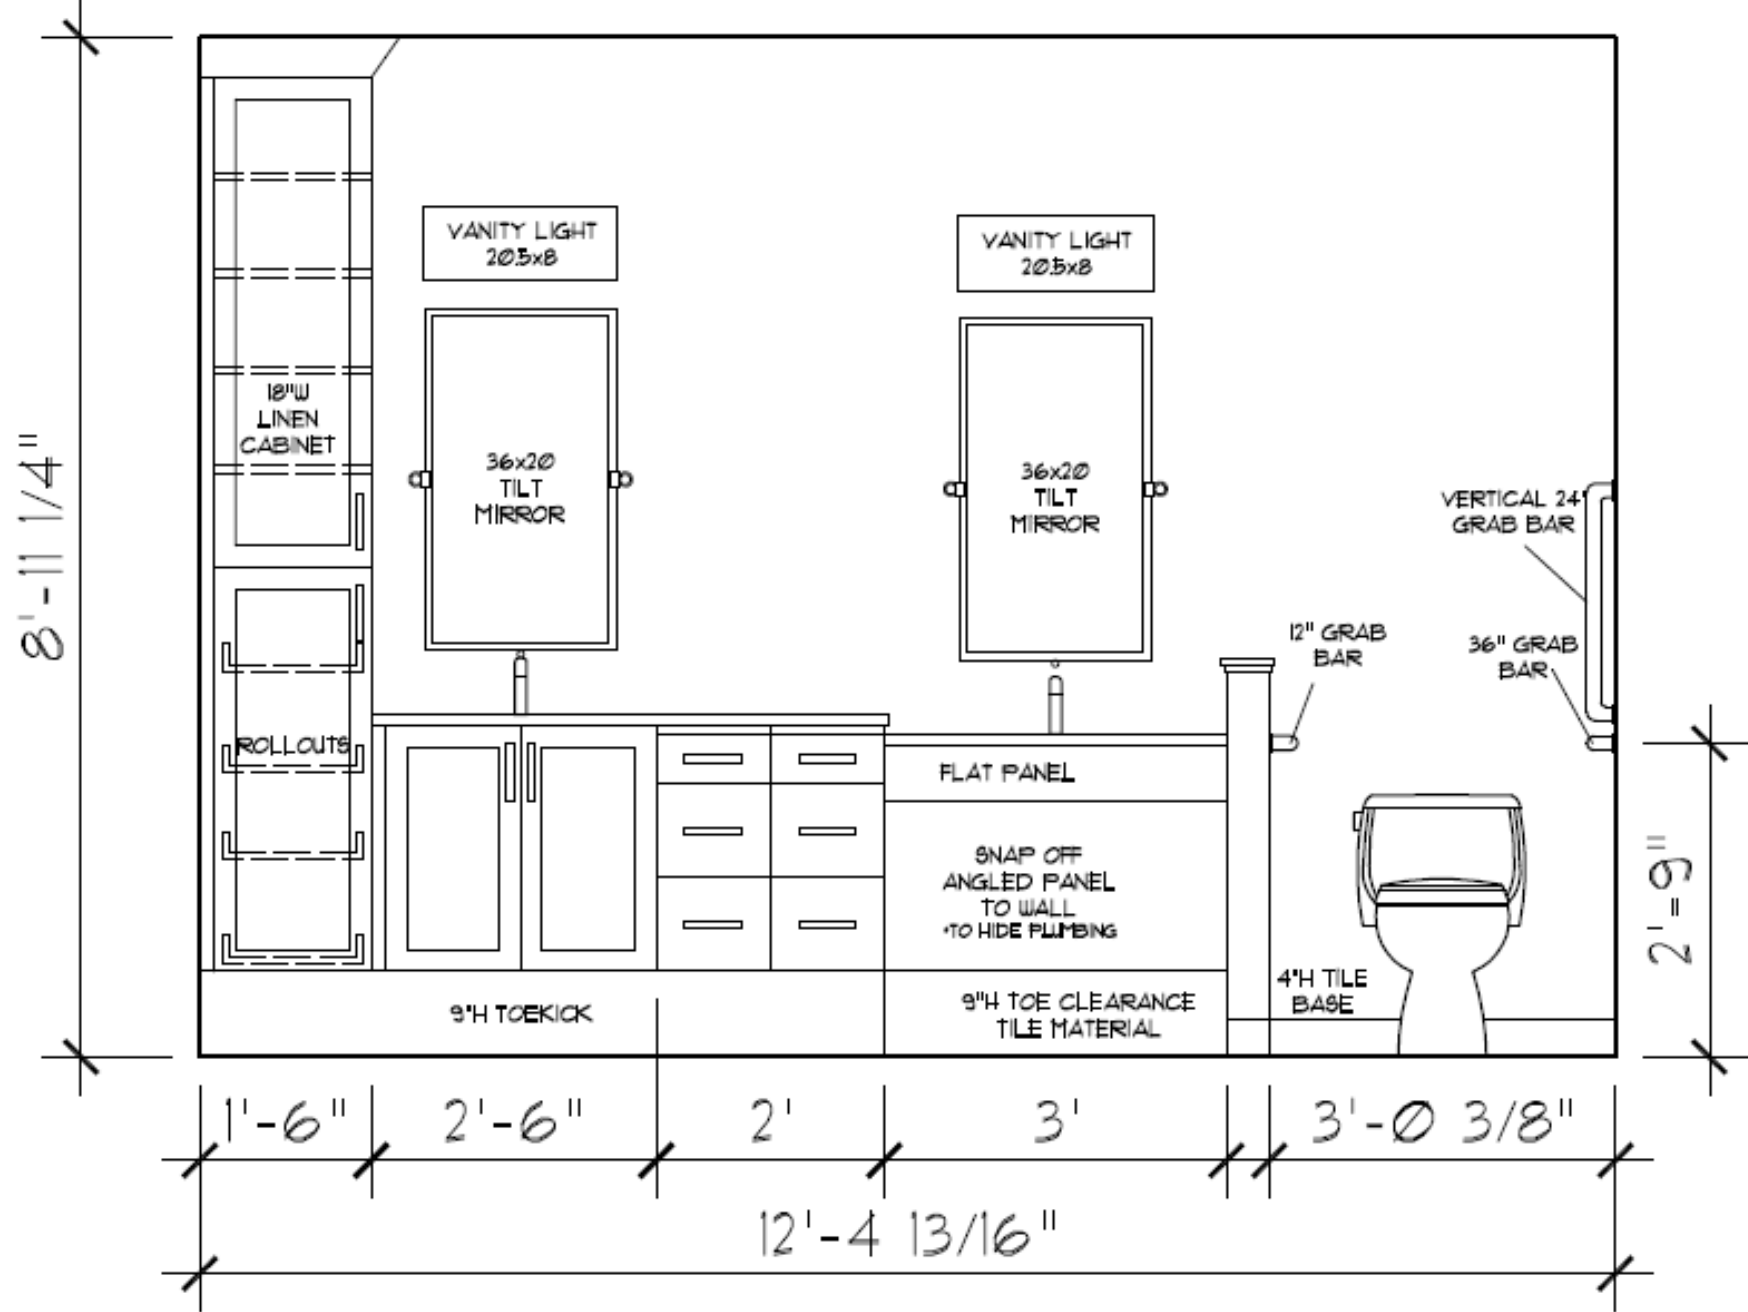 VANITY LIGHT
20.5x8
VANITY LIGHT
20.5x8
18"W
LINEN
CABINET
36x20
TILT
MIRROR
36x20
TILT
MIRROR
VERTICAL 24"
GRAB BAR
12" GRAB
BAR
36" GRAB
BAR
8'-11 1/4"
ROLLOUTS
FLAT PANEL
SNAP OFF
ANGLED PANEL
TO WALL
*TO HIDE PLUMBING
2'-9"
9"H TOEKICK
9"H TOE CLEARANCE
TILE MATERIAL
4"H TILE
BASE
1'-6"
2'-6"
2'
3'
3'-0 3/8"
12'-4 13/16"